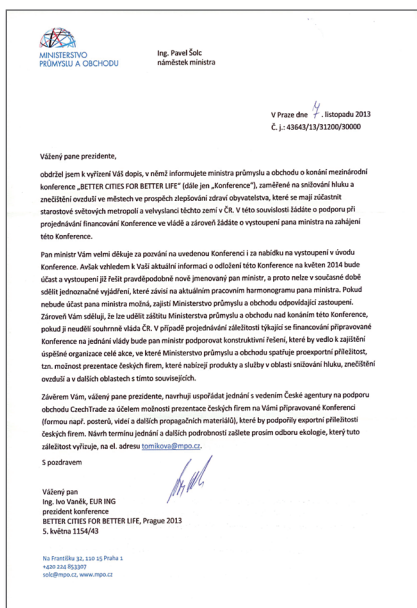 MINISTERSTVO
PRŮMYSLU A OBCHODU
Ing. Pavel Šolc
náměstek ministra
V Praze dne . listopadu 2013
Č. j.: 43643/13/31200/30000
Vážený pane prezidente,
obdržel jsem k vyřízení Váš dopis, v němž informujete ministra průmyslu a obchodu o konání mezinárodní
konference „BETTER CITIES FOR BETTER LIFE" (dále jen „Konference"), zaměřené na snižování hluku a
znečištění ovzduší ve městech ve prospěch zlepšování zdraví obyvatelstva, které se mají zúčastnit
starostové světových metropolí a velvyslanci těchto zemí v ČR. V této souvislosti žádáte o podporu při
projednávání financování Konference ve vládě a zároveň žádáte o vystoupení pana ministra na zahájení
této Konference.
Pan ministr Vám velmi děkuje za pozvání na uvedenou Konferenci i za nabídku na vystoupení v úvodu
Konference. Avšak vzhledem k Vaší aktuální informaci o odložení této Konference na květen 2014 bude
účast a vystoupení již řešit pravděpodobně nově jmenovaný pan ministr, a proto nelze v současné době
sdělit jednoznačné vyjádření, které závisí na aktuálním pracovním harmonogramu pana ministra. Pokud
nebude účast pana ministra možná, zajistí Ministerstvo průmyslu a obchodu odpovídající zastoupení.
Zároveň Vám sděluji, že lze udělit záštitu Ministerstva průmyslu a obchodu nad konáním této Konference,
pokud ji neudělí souhrnně vláda ČR. V případě projednávání záležitosti týkající se financování připravované
Konference na jednání vlády bude pan ministr podporovat konstruktivní řešení, které by vedlo k zajištění
úspěšné organizace celé akce, ve které Ministerstvo průmyslu a obchodu spatřuje proexportní příležitost,
tzn. možnost prezentace českých firem, které nabízejí produkty a služby v oblasti snižování hluku, znečištění
ovzduší a v dalších oblastech s tímto souvisejících.
Závěrem Vám, vážený pane prezidente, navrhuji uspořádat jednání s vedením České agentury na podporu
obchodu CzechTrade za účelem možnosti prezentace českých firem na Vámi připravované Konferenci
(formou např. posterů, videí a dalších propagačních materiálů), které by podpořily exportní příležitosti
českých firem. Návrh termínu jednání a dalších podrobností zašlete prosím odboru ekologie, který tuto
záležitost vyřizuje, na el. adresu tomikova@mpo.cz.
S pozdravem
Vážený pan
Ing. Ivo Vaněk, EUR ING
prezident konference
BETTER CITIES FOR BETTER LIFE, Prague 2013
5. května 1154/43
Na Františku 32, 110 15 Praha 1
+420 224 853307
solc@mpo.cz, www.mpo.cz